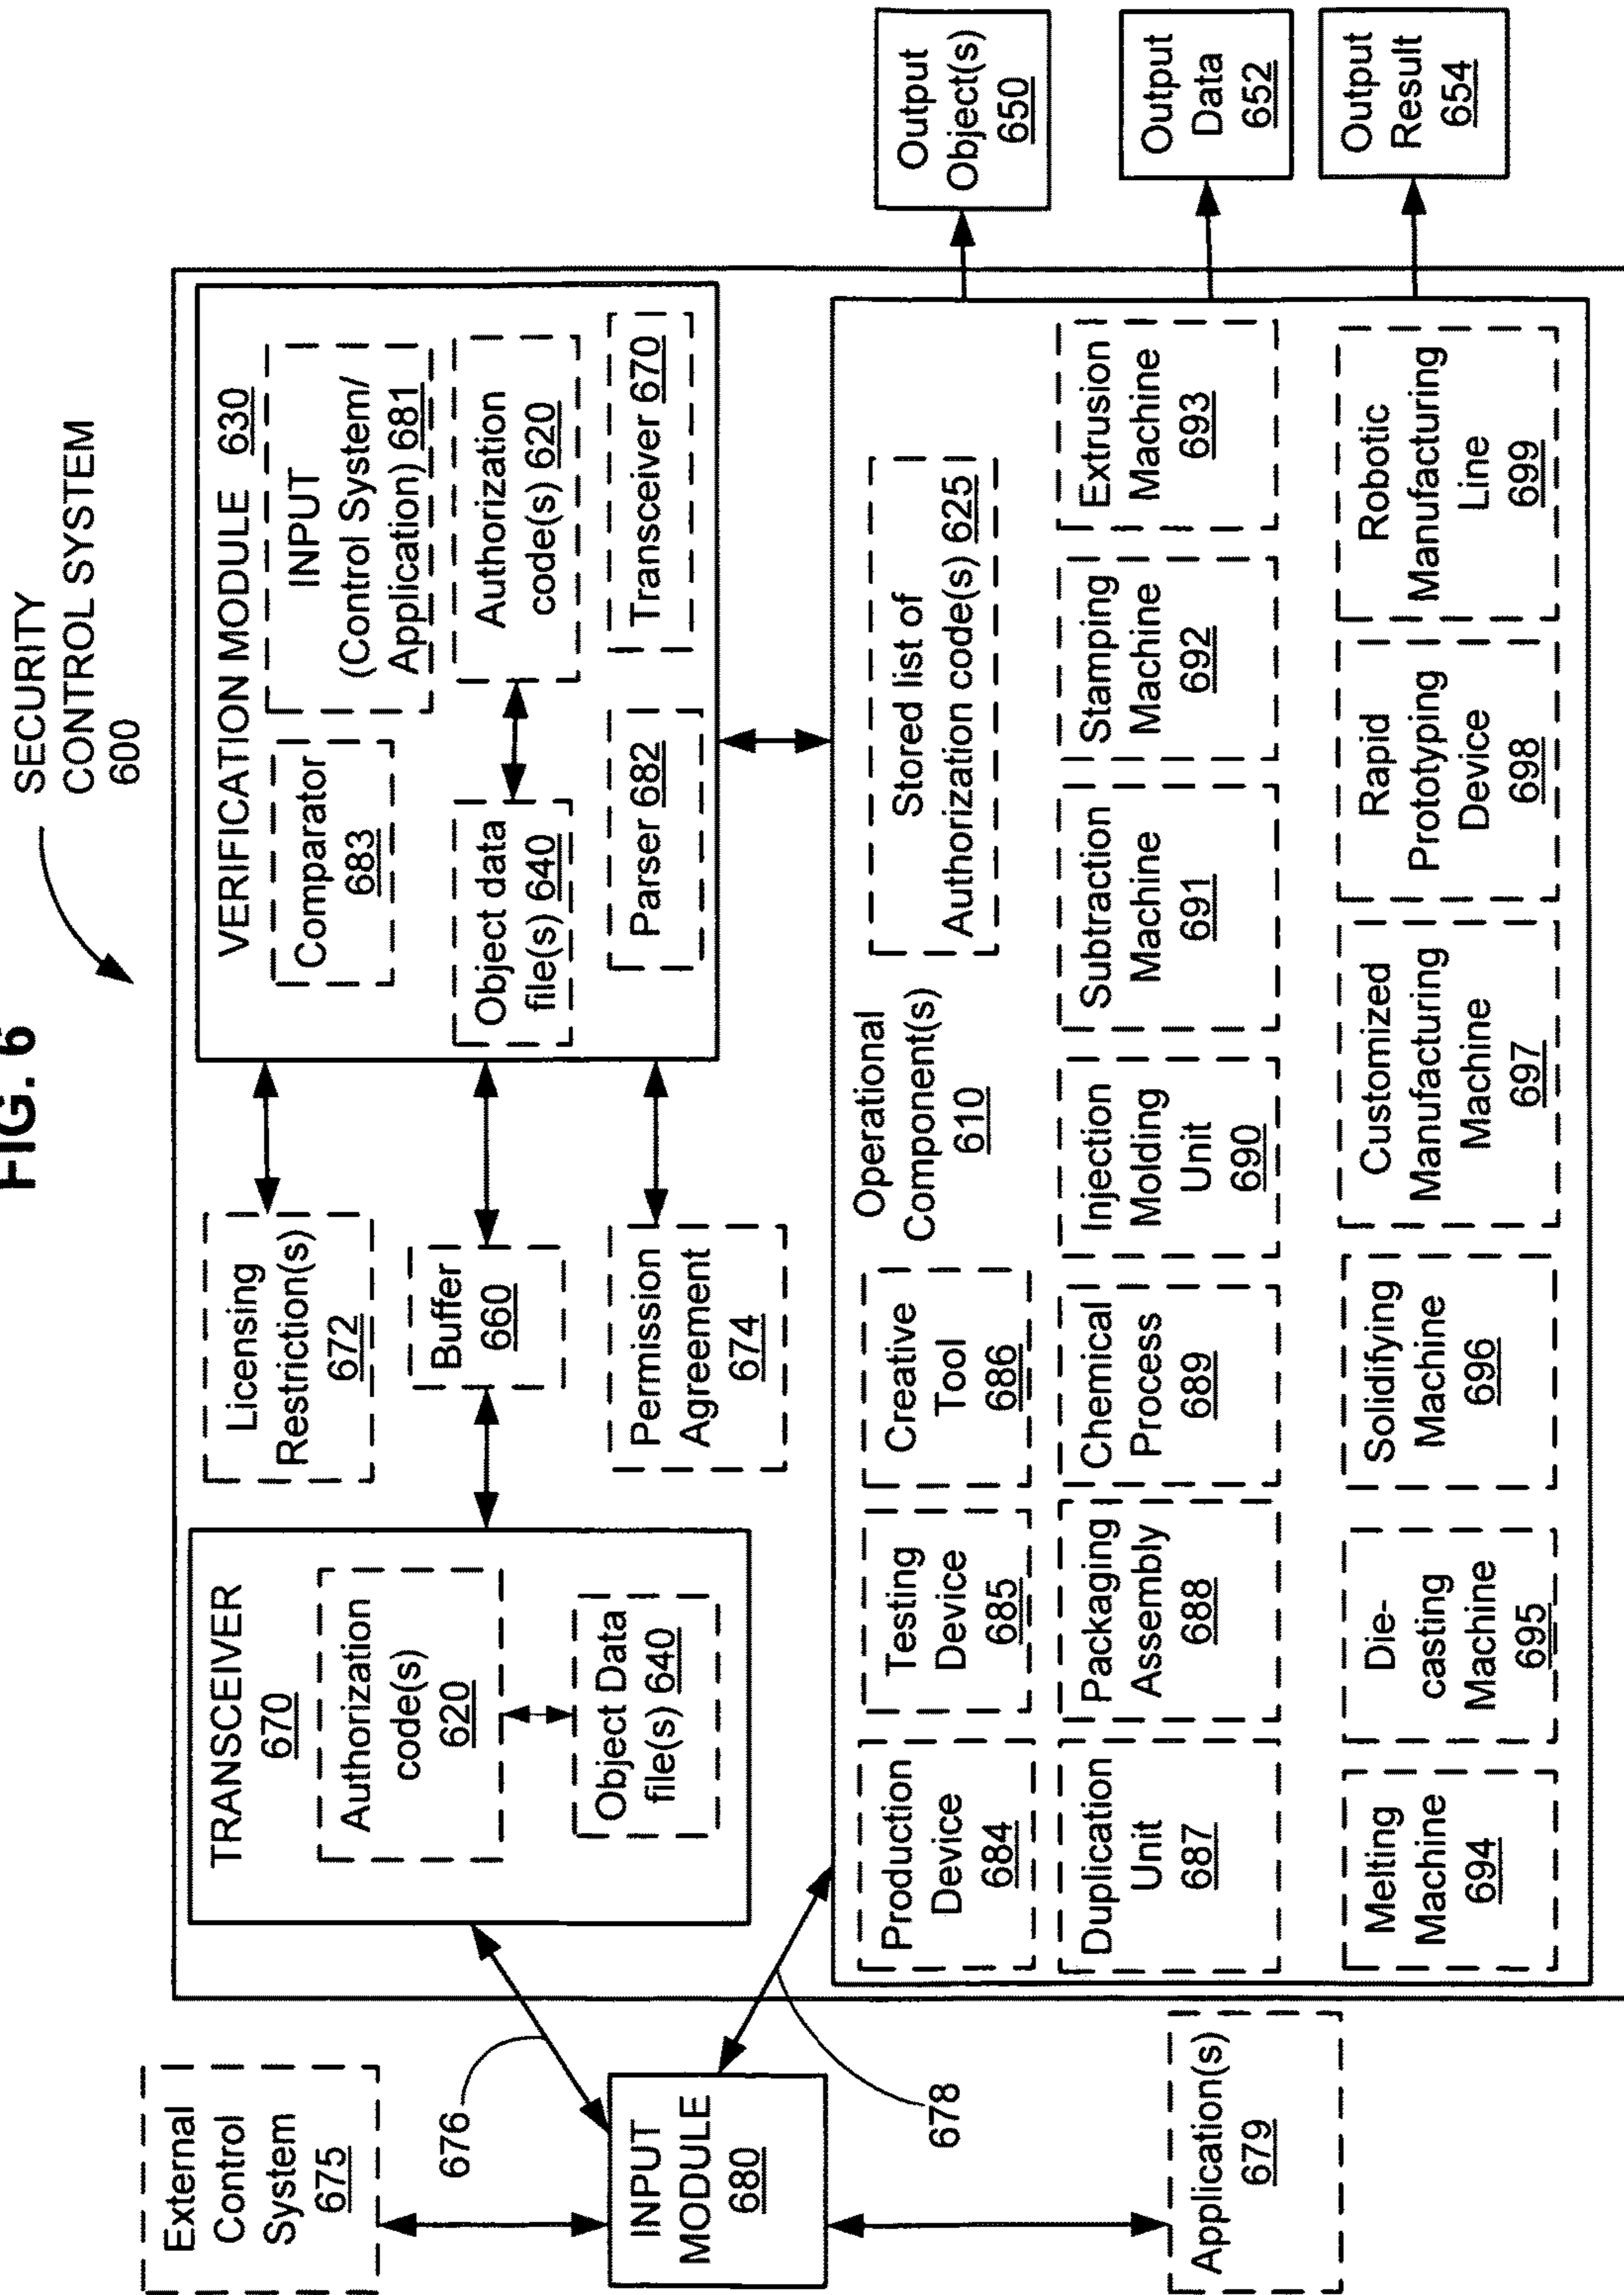 FIG. 6
SECURITY
CONTROL SYSTEM
600
External
Control
System
675
676
INPUT
MODULE
680
678
Application(s)
679
TRANSCEIVER
670
Authorization
code(s)
620
Object Data
file(s) 640
Licensing
Restriction(s)
672
Buffer
660
Permission
Agreement
674
VERIFICATION MODULE 630
Comparator
683
INPUT
(Control System/
Application) 681
Object data
file(s) 640
Authorization
code(s) 620
Parser 682
Transceiver 670
Operational
Component(s)
610
Stored list of
Authorization code(s) 625
Production
Device
684
Testing
Device
685
Creative
Tool
686
Duplication
Unit
687
Packaging
Assembly
688
Chemical
Process
689
Injection
Molding
Unit
690
Subtraction
Machine
691
Stamping
Machine
692
Extrusion
Machine
693
Melting
Machine
694
Die-
casting
Machine
695
Solidifying
Machine
696
Customized
Manufacturing
Machine
697
Rapid
Prototyping
Device
698
Robotic
Manufacturing
Line
699
Output
Object(s)
650
Output
Data
652
Output
Result
654